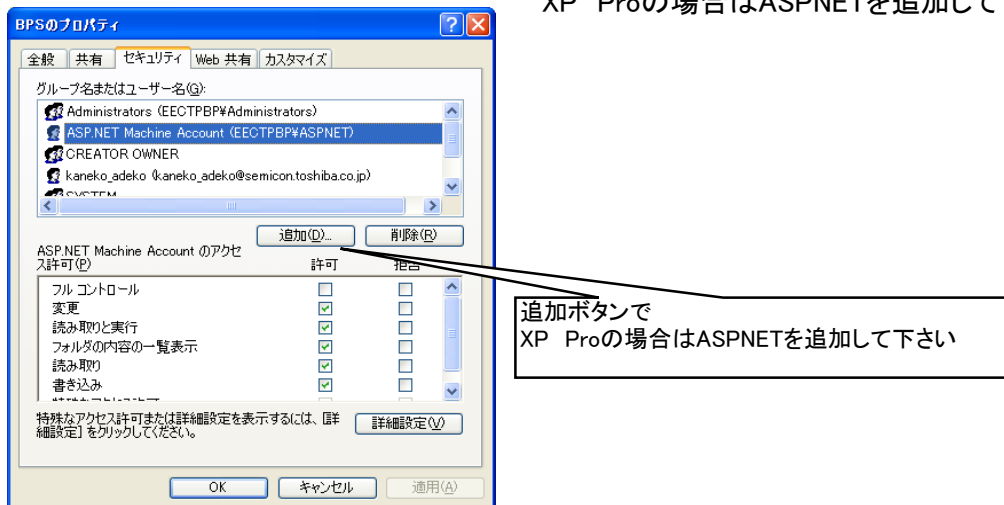 XP　Proの場合はASPNETを追加して
BPSのプロパティ
全般 共有 セキュリティ Web 共有 カスタマイズ
グループ名またはユーザー名(G):
Administrators (EECTPBP¥Administrators)
ASP.NET Machine Account (EECTPBP¥ASPNET)
CREATOR OWNER
kaneko_adeko (kaneko_adeko@semicon.toshiba.co.jp)
SYSTEM
追加(D)... 削除(R)
ASP.NET Machine Account のアクセ
ス許可(P) 許可 拒否
フル コントロール
変更
読み取りと実行
フォルダの内容の一覧表示
読み取り
書き込み
特殊なアクセス許可または詳細設定を表示するには、[詳
細設定] をクリックしてください。
詳細設定(V)
OK キャンセル 適用(A)
追加ボタンで
XP　Proの場合はASPNETを追加して下さい